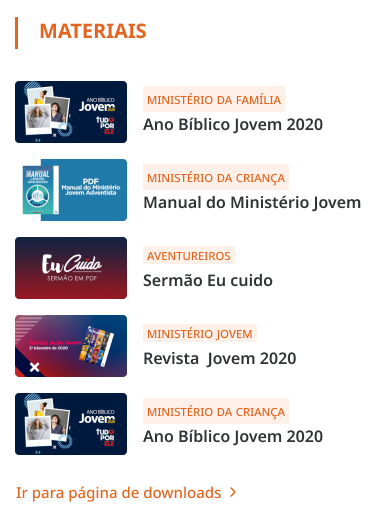 MATERIAIS
ANO BÍBLICO
Jovem
TUDO
POR
ELE
MINISTÉRIO DA FAMÍLIA
Ano Bíblico Jovem 2020
MANUAL
PDF
Manual do Ministério
Jovem Adventista
MINISTÉRIO DA CRIANÇA
Manual do Ministério Jovem
Eu Cuido
SERMÃO EM PDF
AVENTUREIROS
Sermão Eu cuido
Revista Ação Jovem
2º trimestre de 2020
MINISTÉRIO JOVEM
Revista Jovem 2020
ANO BÍBLICO
Jovem
TUDO
POR
ELE
MINISTÉRIO DA CRIANÇA
Ano Bíblico Jovem 2020
Ir para página de downloads